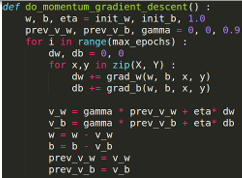 def do_momentum_gradient_descent() :
    w, b, eta = init_w, init_b, 1.0
    prev_v_w, prev_v_b, gamma = 0, 0, 0.9
    for i in range(max_epochs) :
        dw, db = 0, 0
        for x,y in zip(X, Y) :
            dw += grad_w(w, b, x, y)
            db += grad_b(w, b, x, y)

        v_w = gamma * prev_v_w + eta* dw
        v_b = gamma * prev_v_b + eta* db
        w = w - v_w
        b = b - v_b
        prev_v_w = v_w
        prev_v_b = v_b